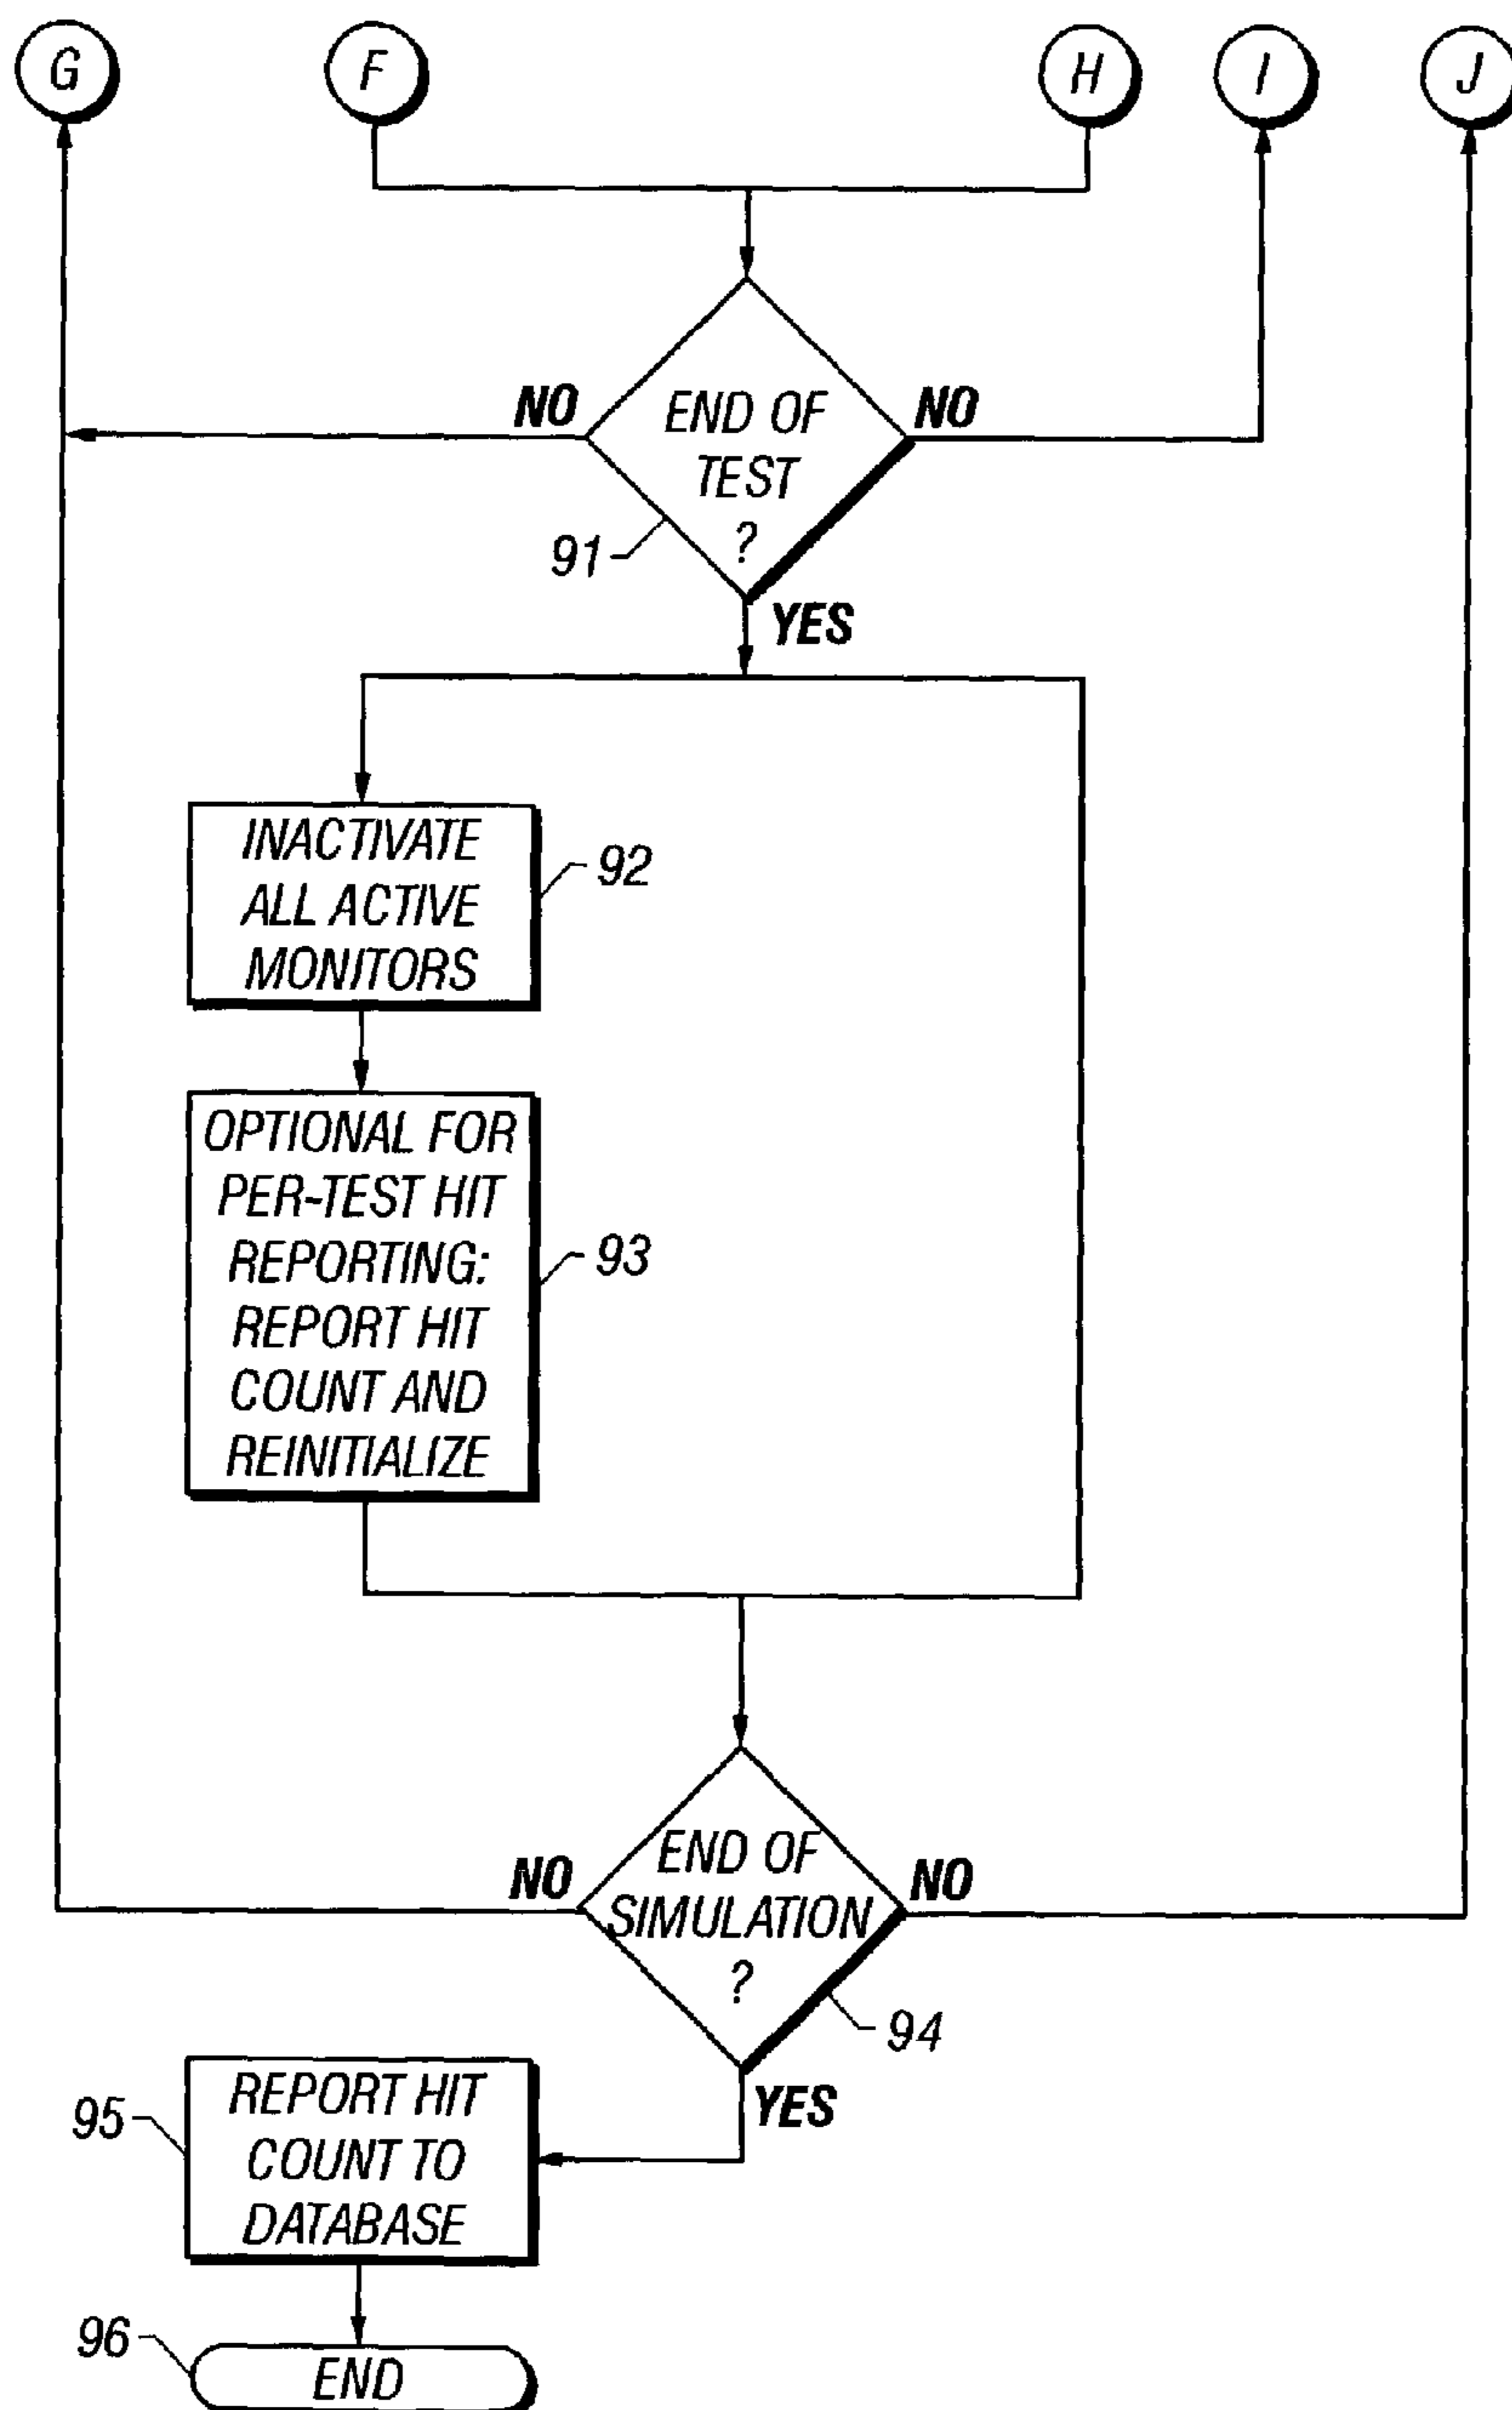 G
F
H
I
J
NO
END OF
TEST
?
NO
91
YES
INACTIVATE
ALL ACTIVE
MONITORS
92
OPTIONAL FOR
PER-TEST HIT
REPORTING:
REPORT HIT
COUNT AND
REINITIALIZE
93
NO
END OF
SIMULATION
?
NO
94
YES
REPORT HIT
COUNT TO
DATABASE
95
96
END